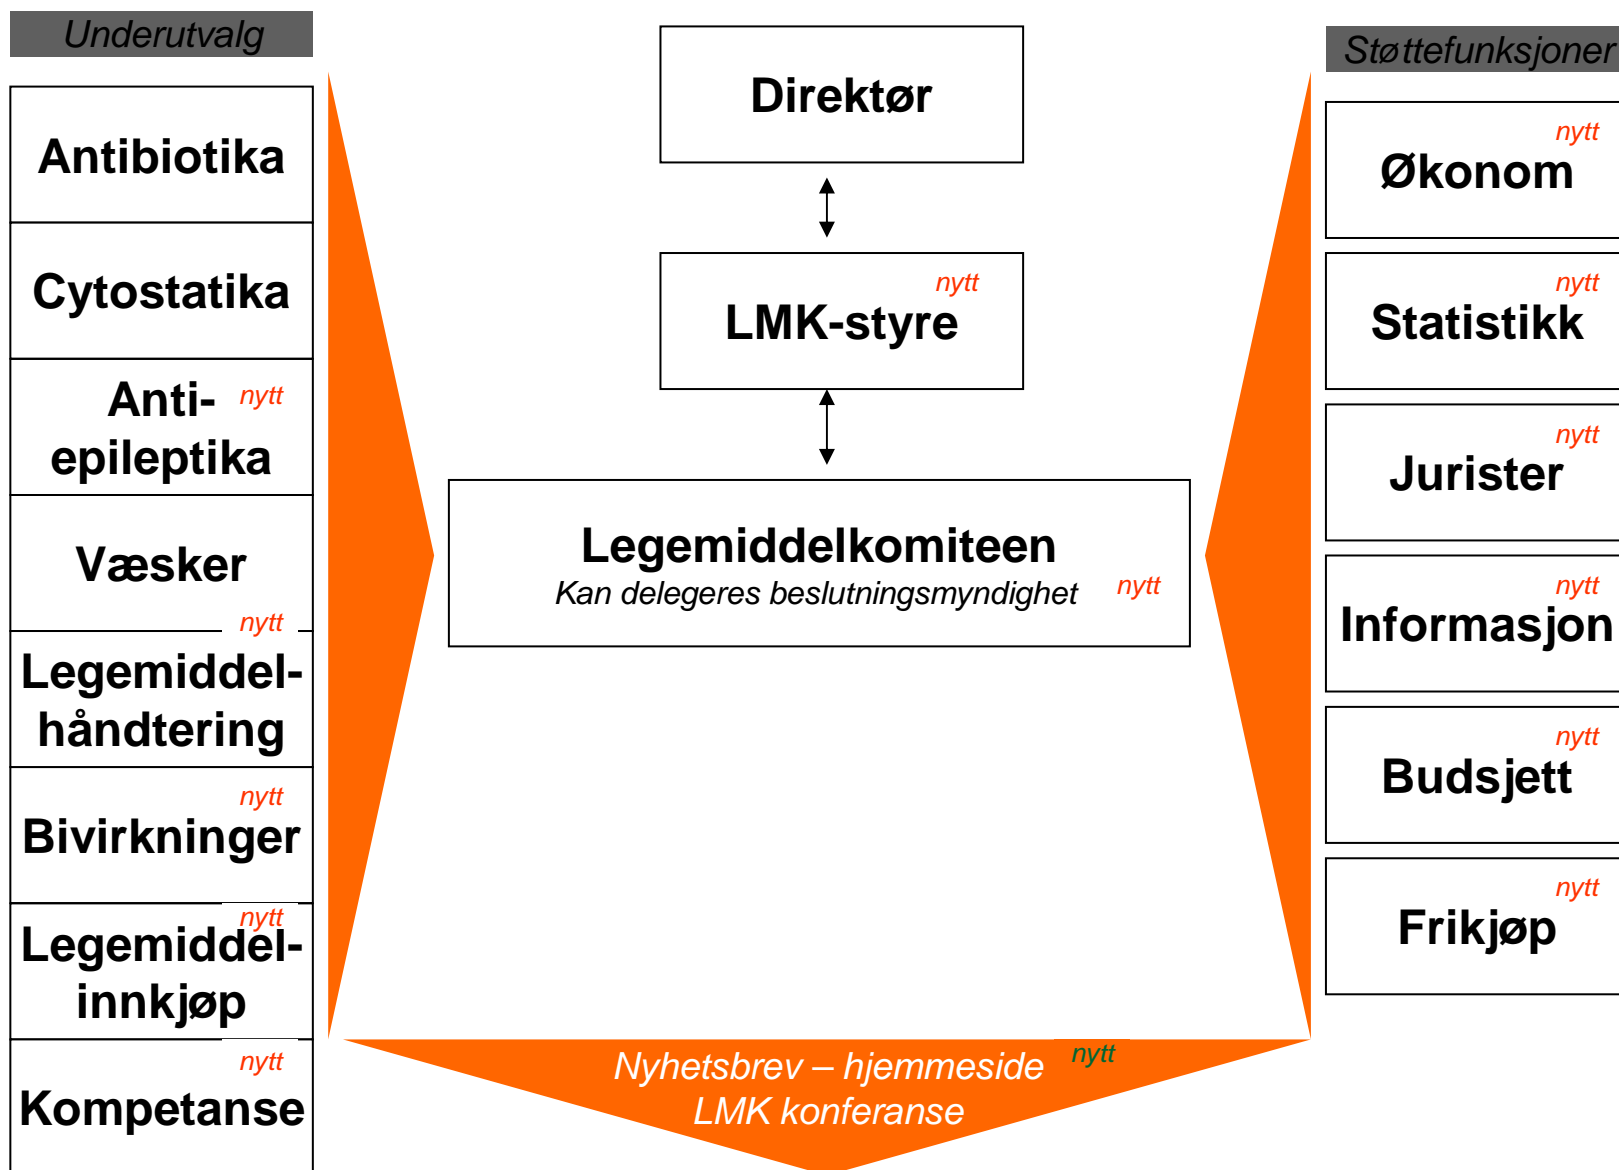 Underutvalg
Antibiotika
Cytostatika
Anti- nytt
epileptika
Væsker
nytt
Legemiddel-
håndtering
nytt
Bivirkninger
nytt
Legemiddel-
innkjøp
nytt
Kompetanse
Direktør
nytt
LMK-styre
Legemiddelkomiteen
Kan delegeres beslutningsmyndighet nytt
Nyhetsbrev – hjemmeside nytt
LMK konferanse
Støttefunksjoner
nytt
Økonom
nytt
Statistikk
nytt
Jurister
nytt
Informasjon
nytt
Budsjett
nytt
Frikjøp